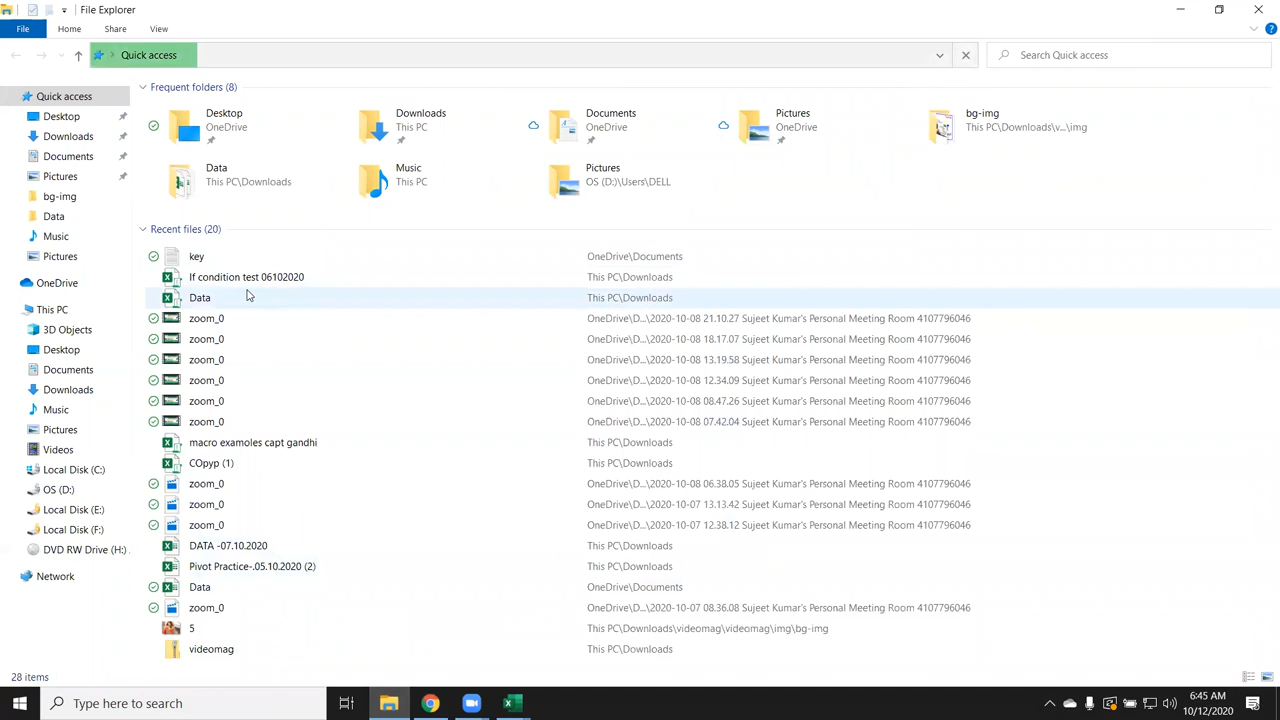 File Explorer
File Home Share View
Quick access
Search Quick access
Quick access
Desktop
Downloads
Documents
Pictures
bg-img
Data
Music
Pictures
OneDrive
This PC
3D Objects
Desktop
Documents
Downloads
Music
Pictures
Videos
Local Disk (C:)
OS (D:)
Local Disk (E:)
Local Disk (F:)
DVD RW Drive (H:)
Network
Frequent folders (8)
Desktop
OneDrive
Downloads
This PC
Documents
OneDrive
Pictures
OneDrive
bg-img
This PC\Downloads\v...\img
Data
This PC\Downloads
Music
This PC
Pictures
OS (D:)\Users\DELL
Recent files (20)
key OneDrive\Documents
If condition test 06102020 This PC\Downloads
Data This PC\Downloads
zoom_0 OneDrive\D...\2020-10-08 21.10.27 Sujeet Kumar's Personal Meeting Room 4107796046
zoom_0 OneDrive\D...\2020-10-08 18.17.07 Sujeet Kumar's Personal Meeting Room 4107796046
zoom_0 OneDrive\D...\2020-10-08 13.19.58 Sujeet Kumar's Personal Meeting Room 4107796046
zoom_0 OneDrive\D...\2020-10-08 12.34.09 Sujeet Kumar's Personal Meeting Room 4107796046
zoom_0 OneDrive\D...\2020-10-08 08.47.26 Sujeet Kumar's Personal Meeting Room 4107796046
zoom_0 OneDrive\D...\2020-10-08 07.42.04 Sujeet Kumar's Personal Meeting Room 4107796046
macro examoles capt gandhi This PC\Downloads
COpyp (1) This PC\Downloads
zoom_0 OneDrive\D...\2020-10-08 06.38.05 Sujeet Kumar's Personal Meeting Room 4107796046
zoom_0 OneDrive\D...\2020-10-07 13.13.42 Sujeet Kumar's Personal Meeting Room 4107796046
zoom_0 OneDrive\D...\2020-10-07 12.38.12 Sujeet Kumar's Personal Meeting Room 4107796046
DATA -07.10.2020 This PC\Downloads
Pivot Practice-.05.10.2020 (2) This PC\Downloads
Data OneDrive\Documents
zoom_0 OneDrive\D...\2020-10-07 08.36.08 Sujeet Kumar's Personal Meeting Room 4107796046
5 This PC\Downloads\videomag\videomag\img\bg-img
videomag This PC\Downloads
28 items
Type here to search
6:45 AM
10/12/2020